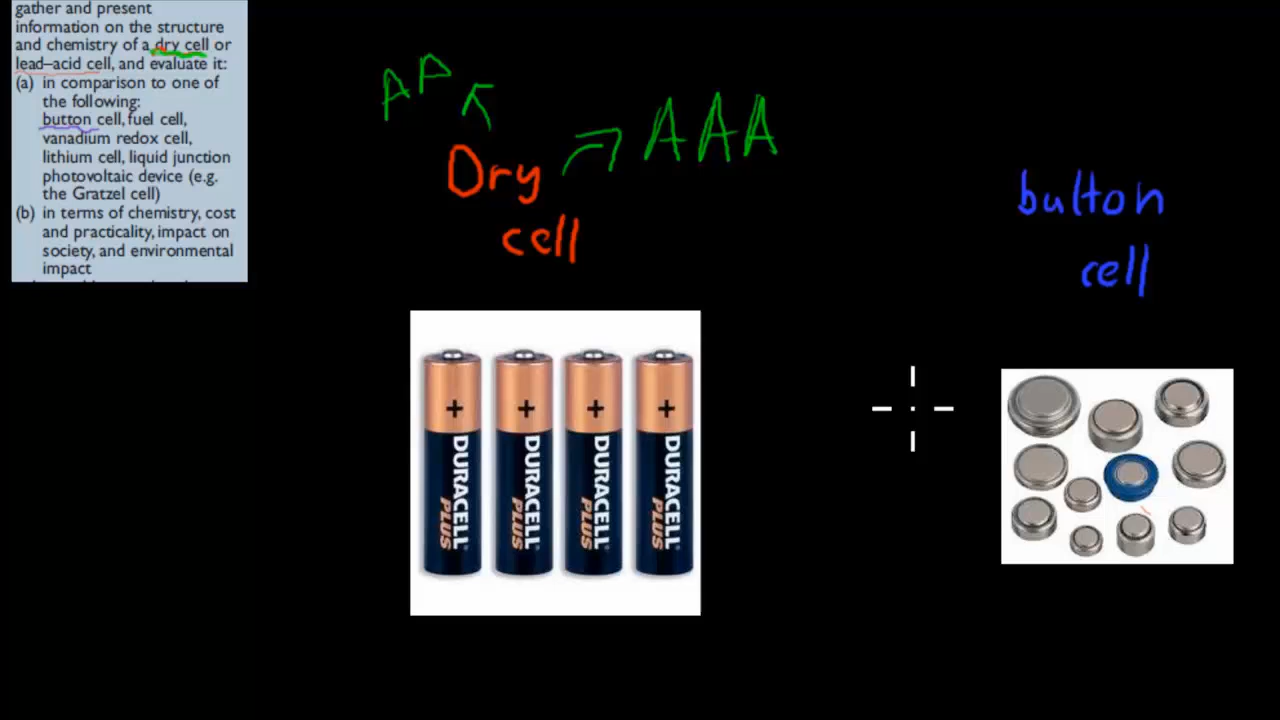 gather and present
information on the structure
and chemistry of a dry cell or
lead–acid cell, and evaluate it:
(a) in comparison to one of
the following:
button cell, fuel cell,
vanadium redox cell,
lithium cell, liquid junction
photovoltaic device (e.g.
the Gratzel cell)
(b) in terms of chemistry, cost
and practicality, impact on
society, and environmental
impact
AA
AAA
Dry
cell
button
cell
+ + + +
DURACELL DURACELL DURACELL DURACELL
PLUS PLUS PLUS PLUS